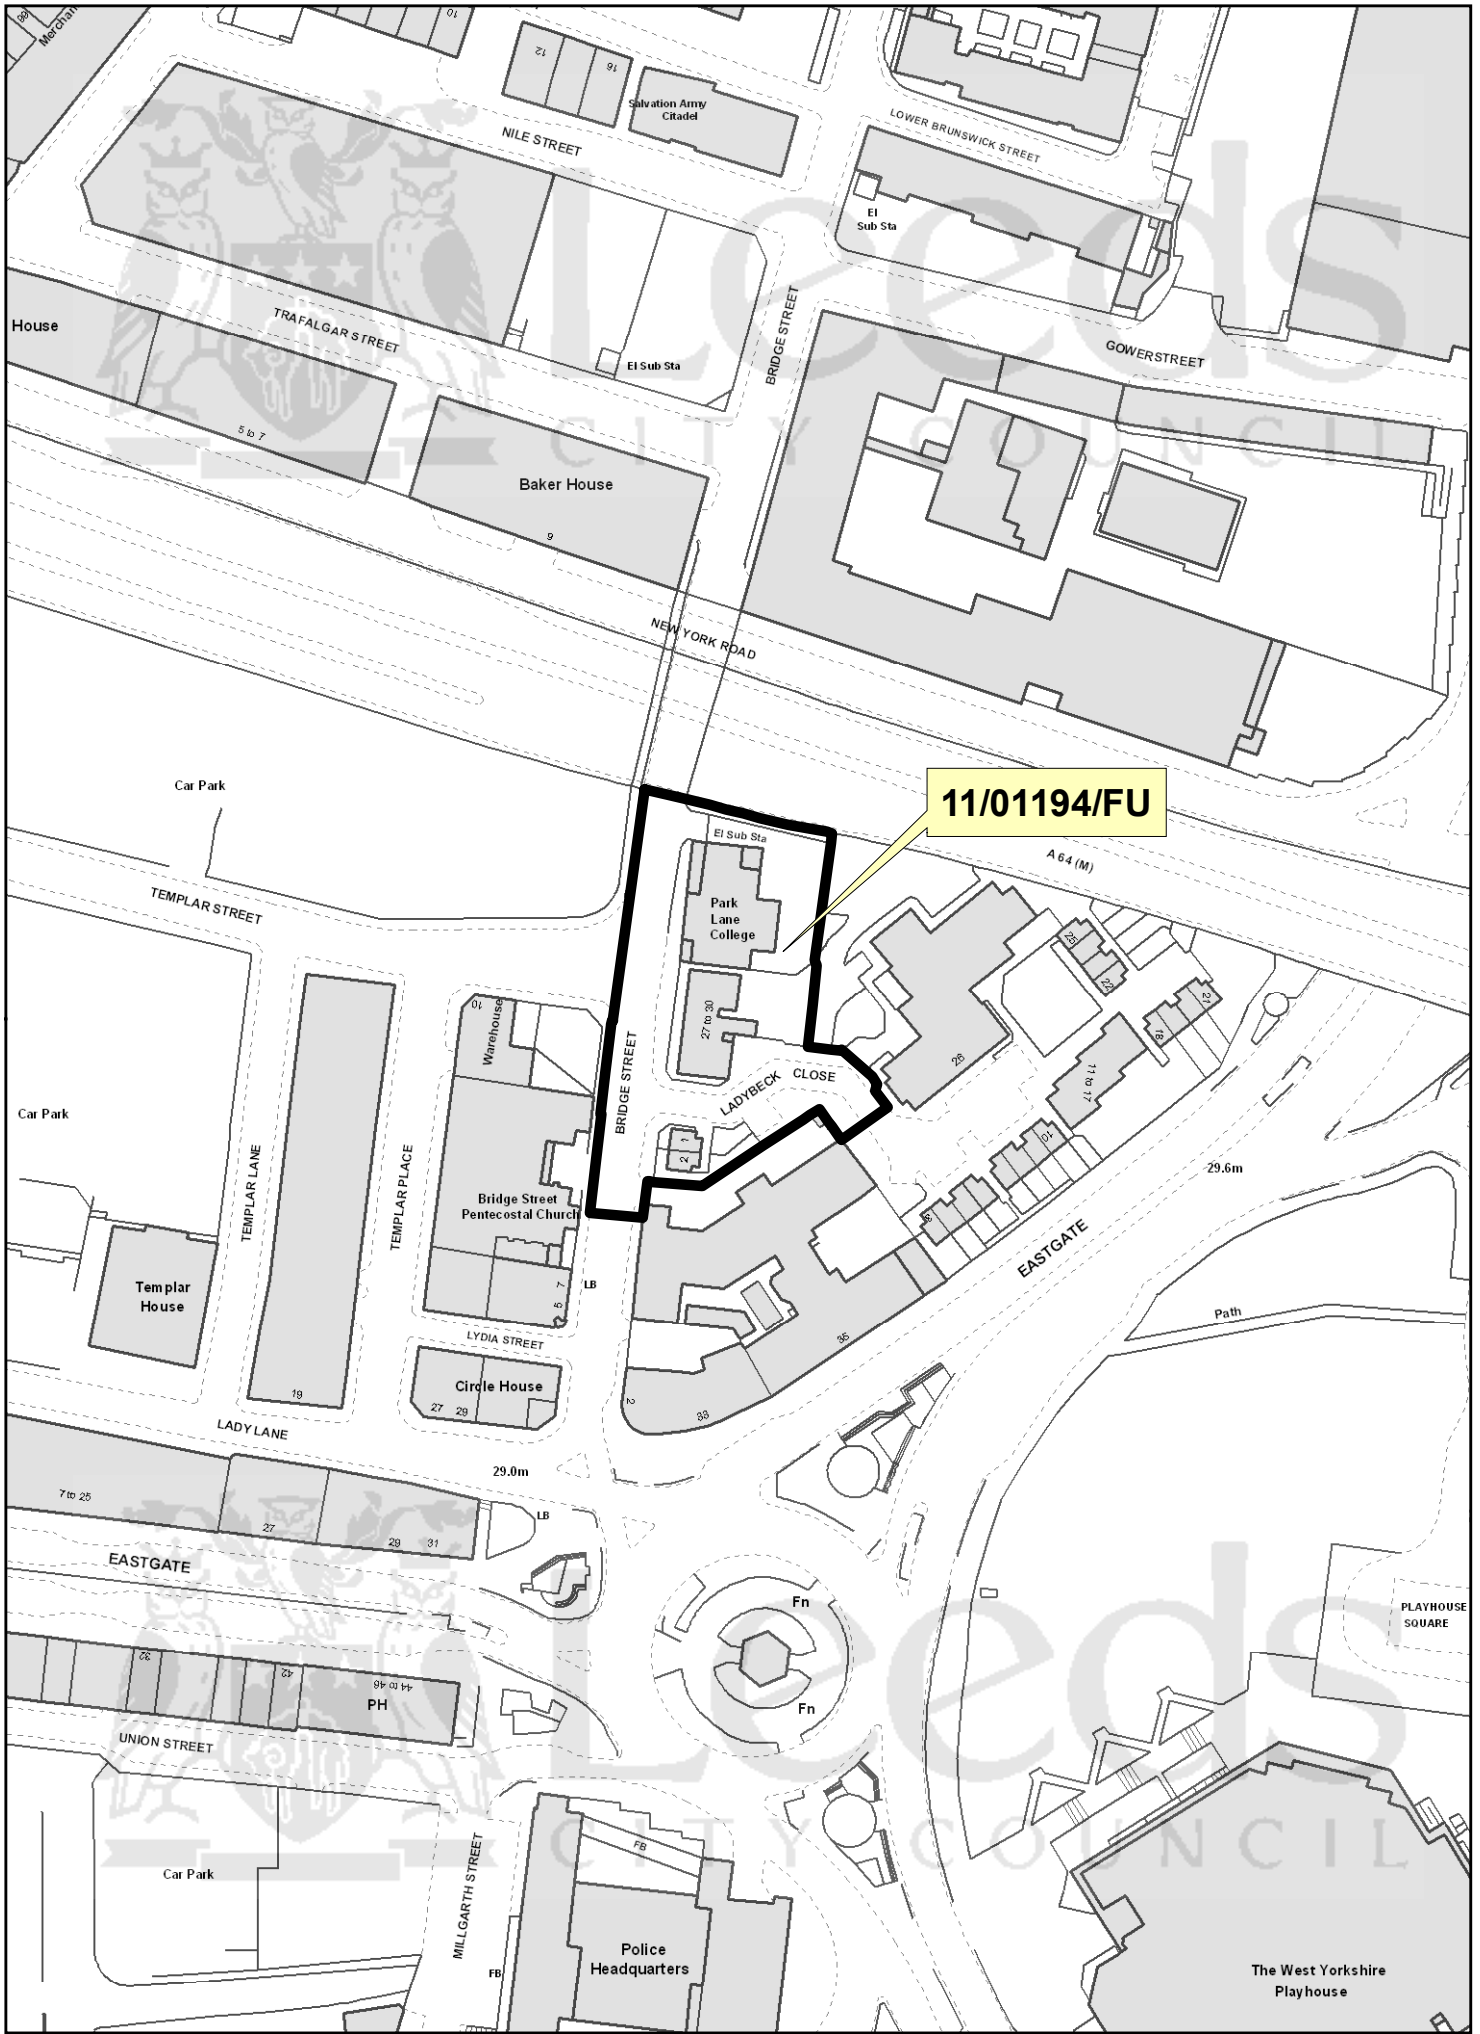 Merchan
98
10
12
16
Salvation Army
Citadel
NILE STREET
LOWER BRUNSWICK STREET
El
Sub Sta
Leeds
CITY COUNCIL
House
TRAFALGAR STREET
El Sub Sta
BRIDGE STREET
GOWERSTREET
5 to 7
Baker House
9
NEW YORK ROAD
Car Park
11/01194/FU
El Sub Sta
A 64 (M)
TEMPLAR STREET
Park
Lane
College
25
22
21
18
10
Warehouse
27 to 30
BRIDGE STREET
LADYBECK CLOSE
26
11 to 17
Car Park
1
2
10
TEMPLAR LANE
TEMPLAR PLACE
Bridge Street
Pentecostal Church
29.6m
EASTGATE
Templar
House
LB
7
5
Path
LYDIA STREET
35
Circle House
27 29
19
2
33
LADY LANE
29.0m
7 to 25
27
29 31
LB
EASTGATE
Leeds
CITY COUNCIL
Fn
PLAYHOUSE
SQUARE
32
42
44 to 46
PH
Fn
UNION STREET
Car Park
MILLGARTH STREET
FB
FB
Police
Headquarters
The West Yorkshire
Playhouse